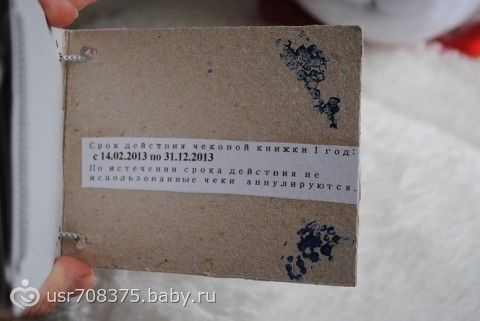 Срок действия чековой книжки 1 год:
с 14.02.2013 по 31.12.2013
По истечении срока действия не
использованные чеки аннулируются.
usr708375.baby.ru